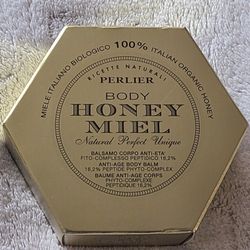 MIELE ITALIANO BIOLOGICO 100% ITALIAN ORGANIC HONEY
RICETTE NATURALI
PERLIER
BODY
HONEY
MIEL
Natural Perfect Unique
BALSAMO CORPO ANTI-ETA'
FITO-COMPLESSO PEPTIDICO 16,2%
ANTI-AGE BODY BALM
16,2% PEPTIDE PHYTO-COMPLEX
BAUME ANTI-AGE CORPS
PHYTO-COMPLEXE
PEPTIDIQUE 16,2%